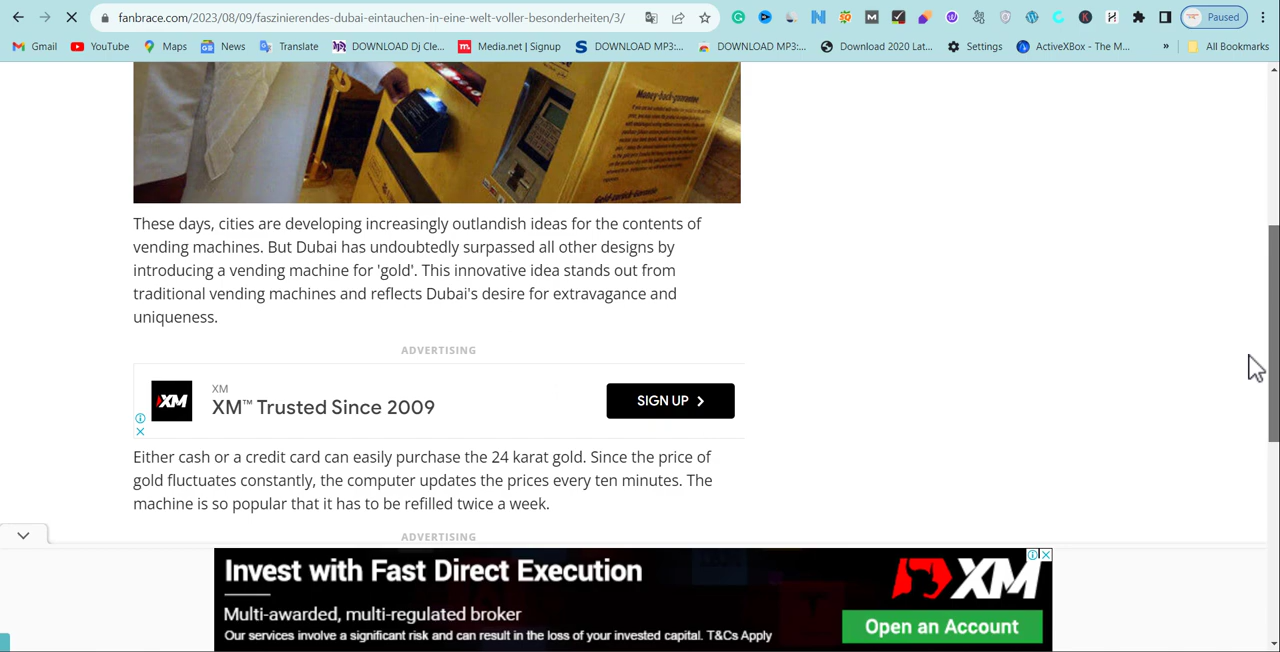 fanbrace.com/2023/08/09/faszinierendes-dubai-eintauchen-in-eine-welt-voller-besonderheiten/3/
Paused
Gmail
YouTube
Maps
News
Translate
DOWNLOAD Dj Cle...
Media.net | Signup
DOWNLOAD MP3:...
DOWNLOAD MP3:...
Download 2020 Lat...
Settings
ActiveXBox - The M...
»
All Bookmarks
Money-back-guarantee
These days, cities are developing increasingly outlandish ideas for the contents of
vending machines. But Dubai has undoubtedly surpassed all other designs by
introducing a vending machine for 'gold'. This innovative idea stands out from
traditional vending machines and reflects Dubai's desire for extravagance and
uniqueness.
ADVERTISING
XM
XM
XM™ Trusted Since 2009
SIGN UP
Either cash or a credit card can easily purchase the 24 karat gold. Since the price of
gold fluctuates constantly, the computer updates the prices every ten minutes. The
machine is so popular that it has to be refilled twice a week.
ADVERTISING
Invest with Fast Direct Execution
Multi-awarded, multi-regulated broker
Our services involve a significant risk and can result in the loss of your invested capital. T&Cs Apply
XM
Open an Account